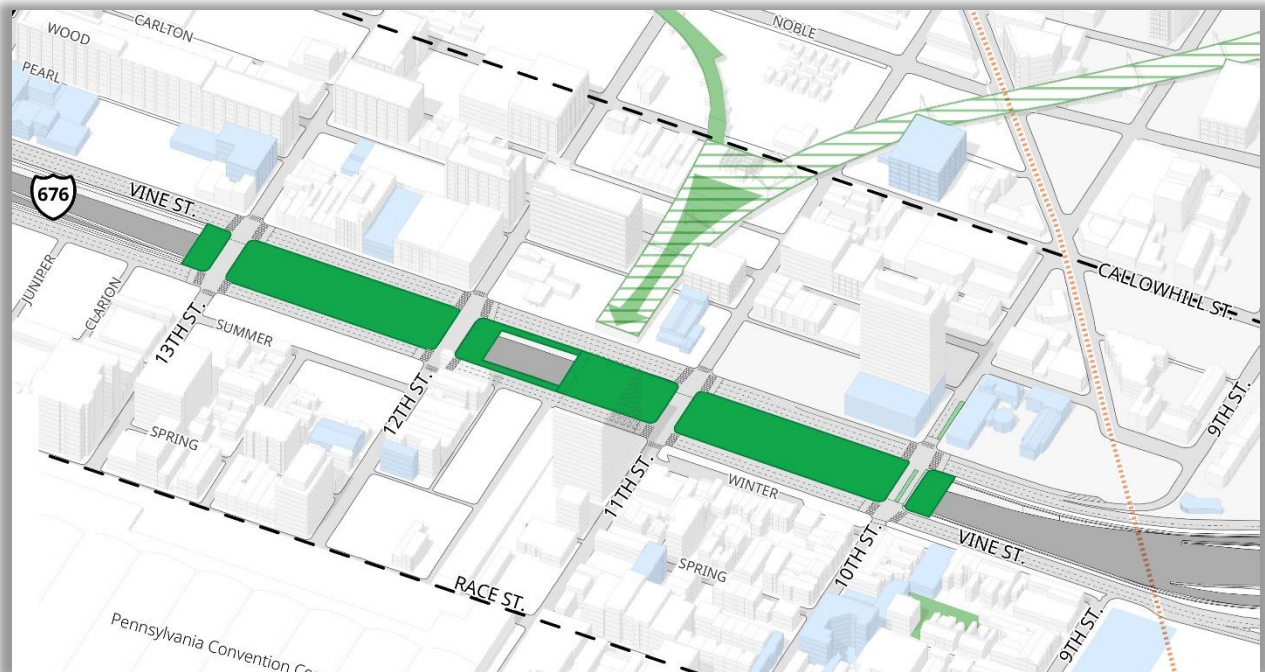 CARLTON
NOBLE
WOOD
PEARL
676
VINE ST.
CALLOWHILL ST.
JUNIPER
CLARION
13TH ST.
SUMMER
12TH ST.
9TH ST.
SPRING
11TH ST.
WINTER
10TH ST.
VINE ST.
SPRING
RACE ST.
9TH ST.
Pennsylvania Convention